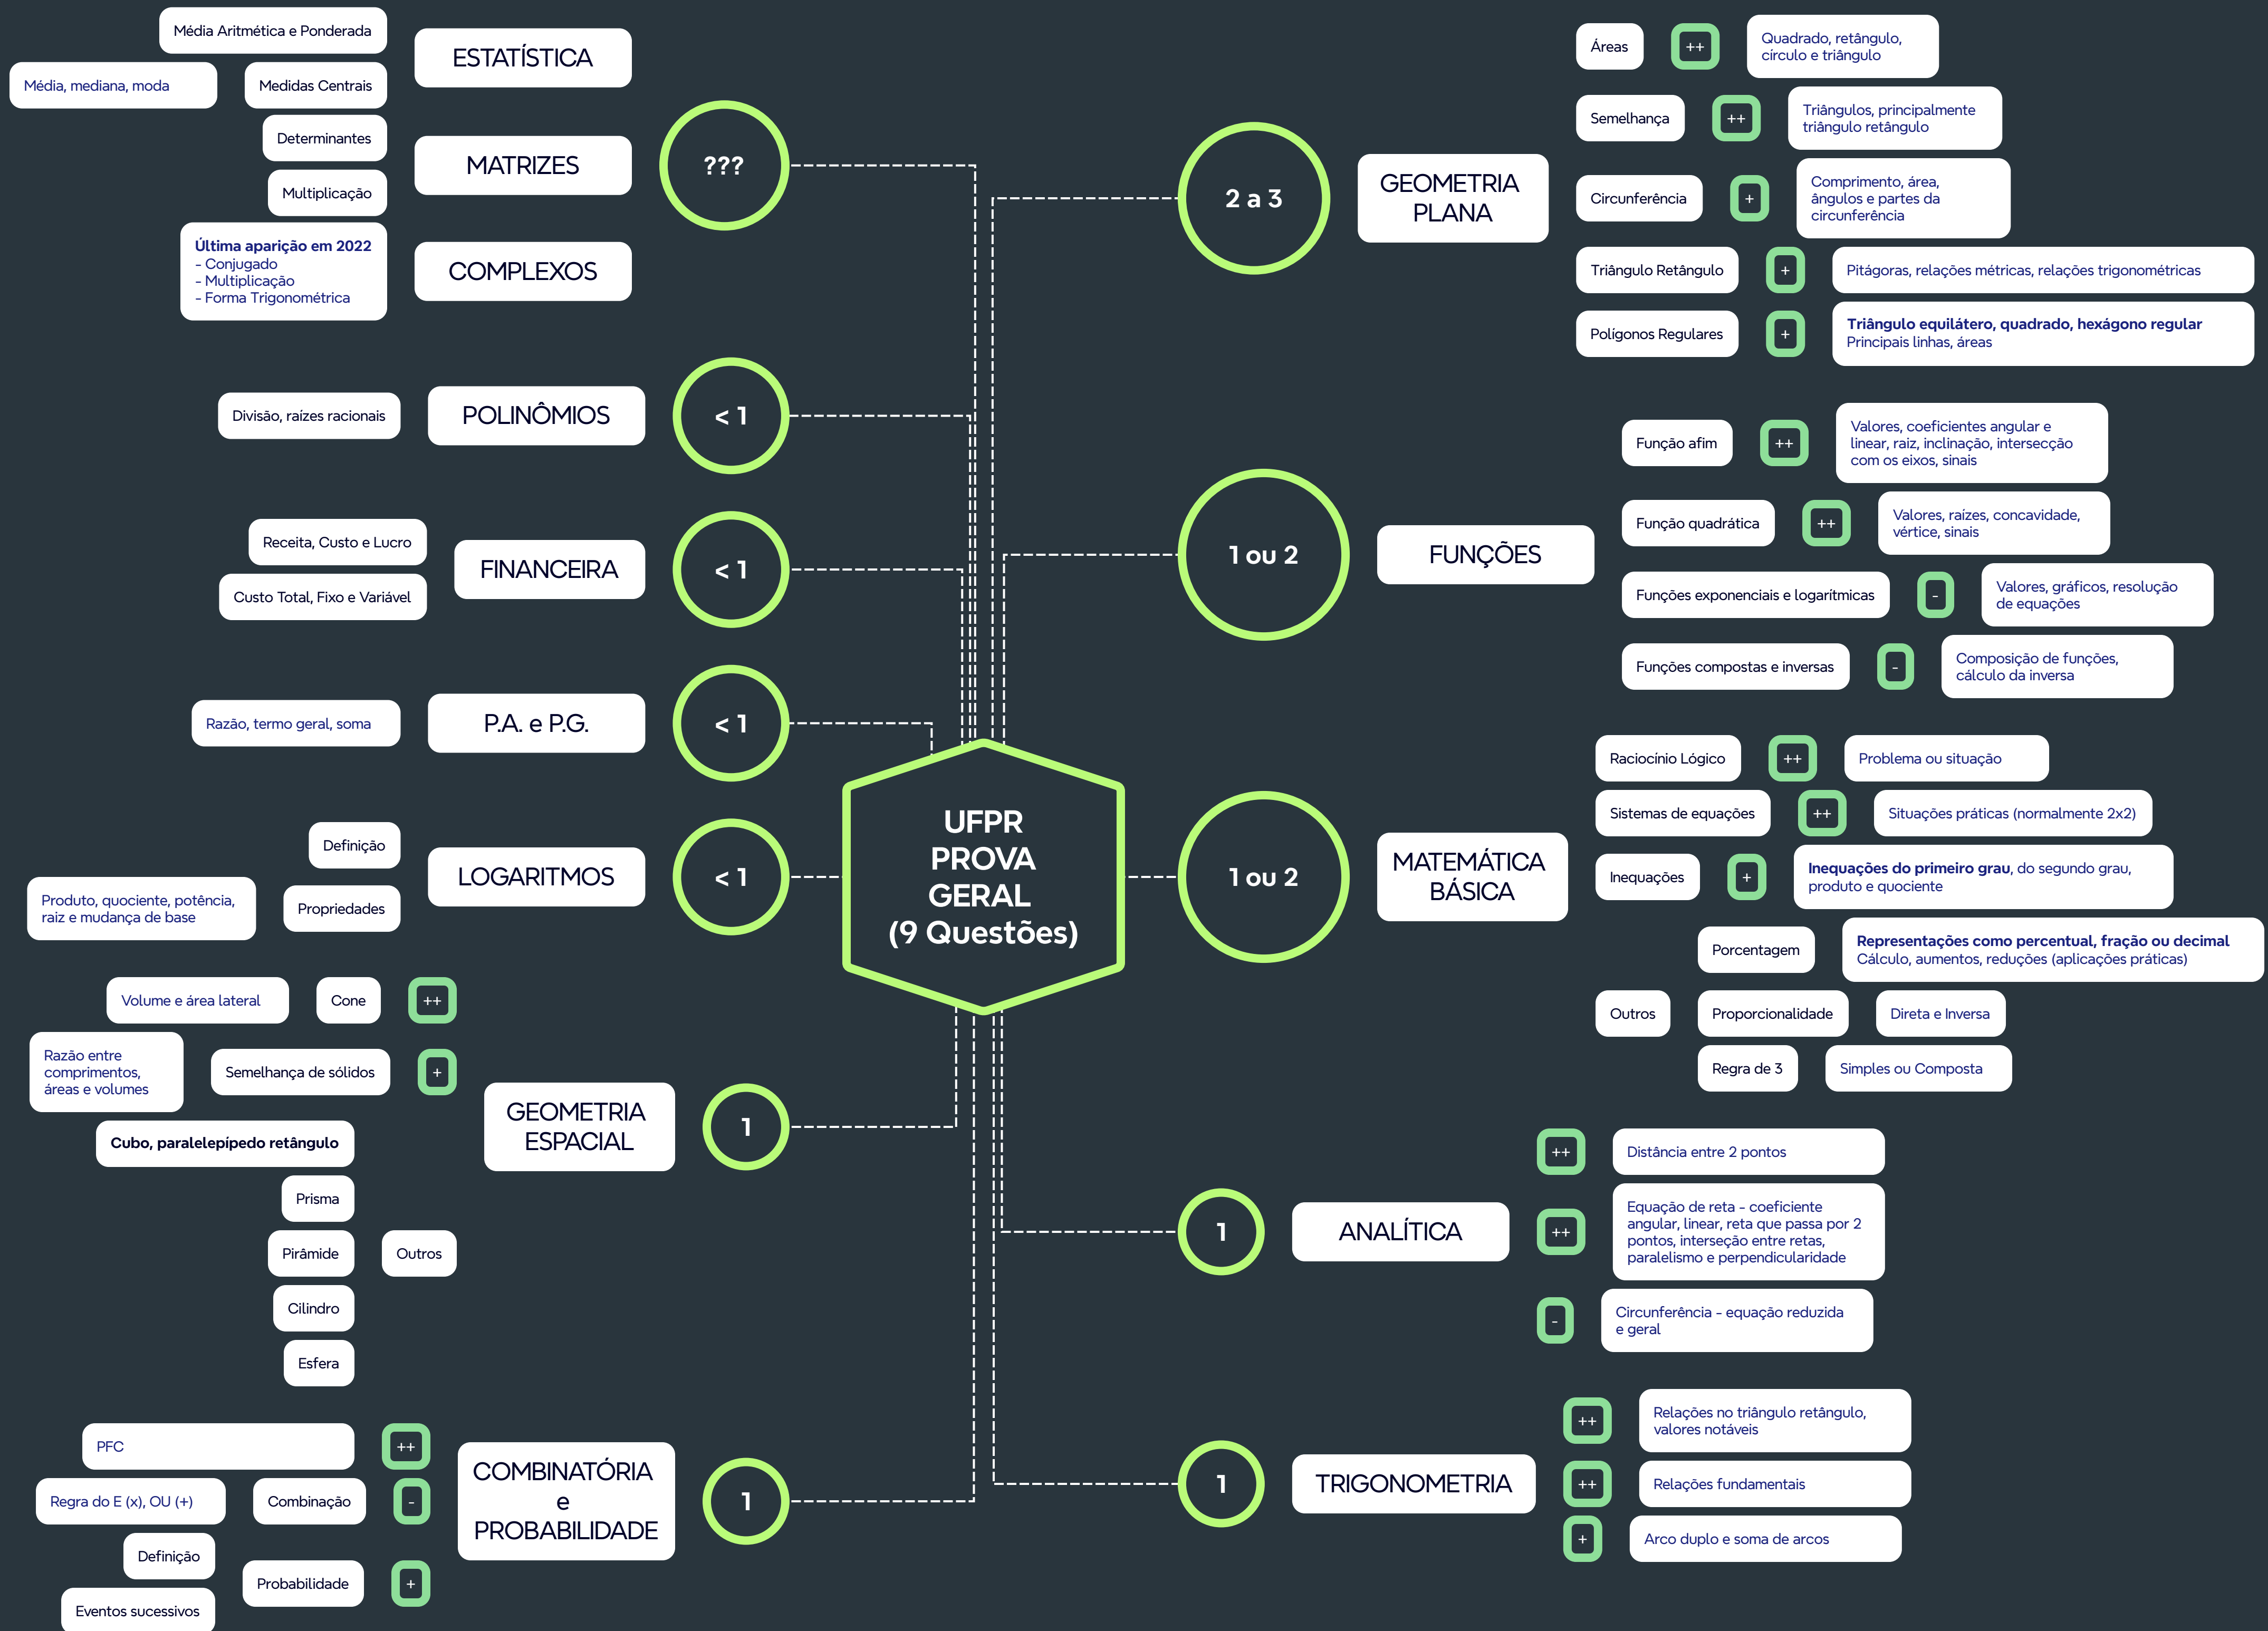 UFPR
PROVA
GERAL
(9 Questões)
???
ESTATÍSTICA
Média Aritmética e Ponderada
Medidas Centrais
Média, mediana, moda
MATRIZES
Determinantes
Multiplicação
COMPLEXOS
Última aparição em 2022
- Conjugado
- Multiplicação
- Forma Trigonométrica
< 1
POLINÔMIOS
Divisão, raízes racionais
< 1
FINANCEIRA
Receita, Custo e Lucro
Custo Total, Fixo e Variável
< 1
P.A. e P.G.
Razão, termo geral, soma
< 1
LOGARITMOS
Definição
Propriedades
Produto, quociente, potência,
raiz e mudança de base
1
GEOMETRIA
ESPACIAL
++
Cone
Volume e área lateral
+
Semelhança de sólidos
Razão entre
comprimentos,
áreas e volumes
Outros
Cubo, paralelepípedo retângulo
Prisma
Pirâmide
Cilindro
Esfera
1
COMBINATÓRIA
e
PROBABILIDADE
++
PFC
-
Combinação
Regra do E (x), OU (+)
+
Probabilidade
Definição
Eventos sucessivos
2 a 3
GEOMETRIA
PLANA
Áreas
++
Quadrado, retângulo,
círculo e triângulo
Semelhança
++
Triângulos, principalmente
triângulo retângulo
Circunferência
+
Comprimento, área,
ângulos e partes da
circunferência
Triângulo Retângulo
+
Pitágoras, relações métricas, relações trigonométricas
Polígonos Regulares
+
Triângulo equilátero, quadrado, hexágono regular
Principais linhas, áreas
1 ou 2
FUNÇÕES
Função afim
++
Valores, coeficientes angular e
linear, raiz, inclinação, intersecção
com os eixos, sinais
Função quadrática
++
Valores, raízes, concavidade,
vértice, sinais
Funções exponenciais e logarítmicas
-
Valores, gráficos, resolução
de equações
Funções compostas e inversas
-
Composição de funções,
cálculo da inversa
1 ou 2
MATEMÁTICA
BÁSICA
Raciocínio Lógico
++
Problema ou situação
Sistemas de equações
++
Situações práticas (normalmente 2x2)
Inequações
+
Inequações do primeiro grau, do segundo grau,
produto e quociente
Outros
Porcentagem
Representações como percentual, fração ou decimal
Cálculo, aumentos, reduções (aplicações práticas)
Proporcionalidade
Direta e Inversa
Regra de 3
Simples ou Composta
1
ANALÍTICA
++
Distância entre 2 pontos
++
Equação de reta - coeficiente
angular, linear, reta que passa por 2
pontos, interseção entre retas,
paralelismo e perpendicularidade
-
Circunferência - equação reduzida
e geral
1
TRIGONOMETRIA
++
Relações no triângulo retângulo,
valores notáveis
++
Relações fundamentais
+
Arco duplo e soma de arcos